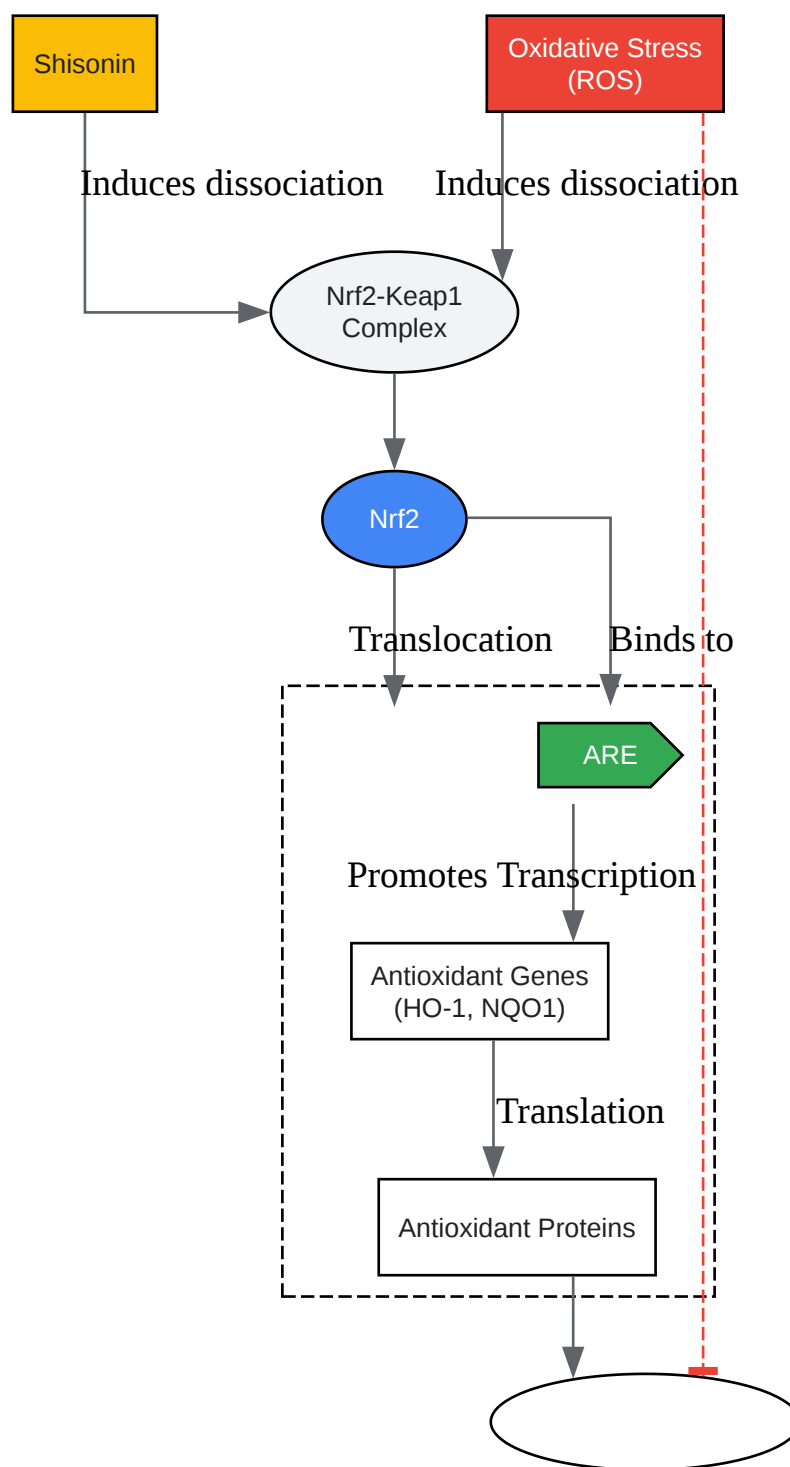 Shisonin
Oxidative Stress
(ROS)
Induces dissociation
Induces dissociation
Nrf2-Keap1
Complex
Nrf2
Translocation
Binds to
ARE
Promotes Transcription
Antioxidant Genes
(HO-1, NQO1)
Translation
Antioxidant Proteins